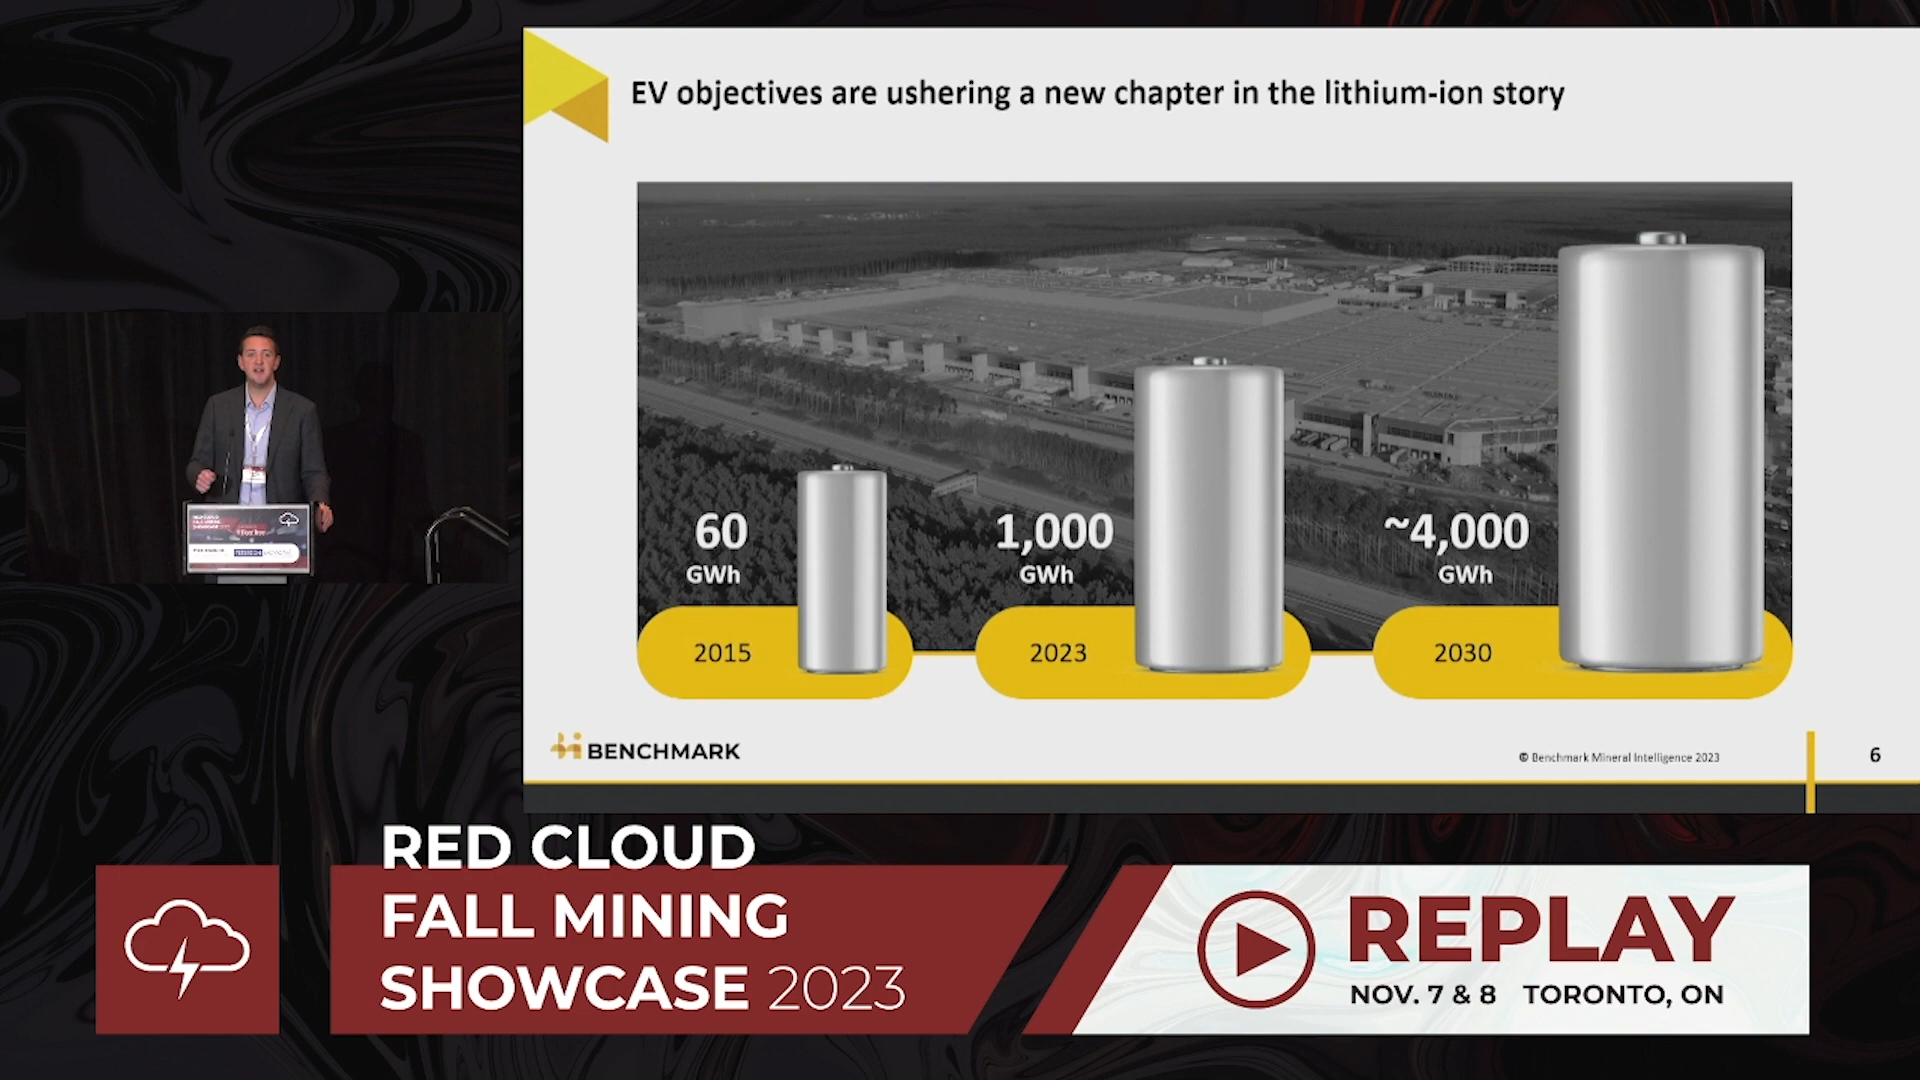 EV objectives are ushering a new chapter in the lithium-ion story
60
GWh
1,000
GWh
~4,000
GWh
2015
2023
2030
BENCHMARK
© Benchmark Mineral Intelligence 2023
6
RED CLOUD
FALL MINING
SHOWCASE 2023
REPLAY
NOV. 7 & 8 TORONTO, ON